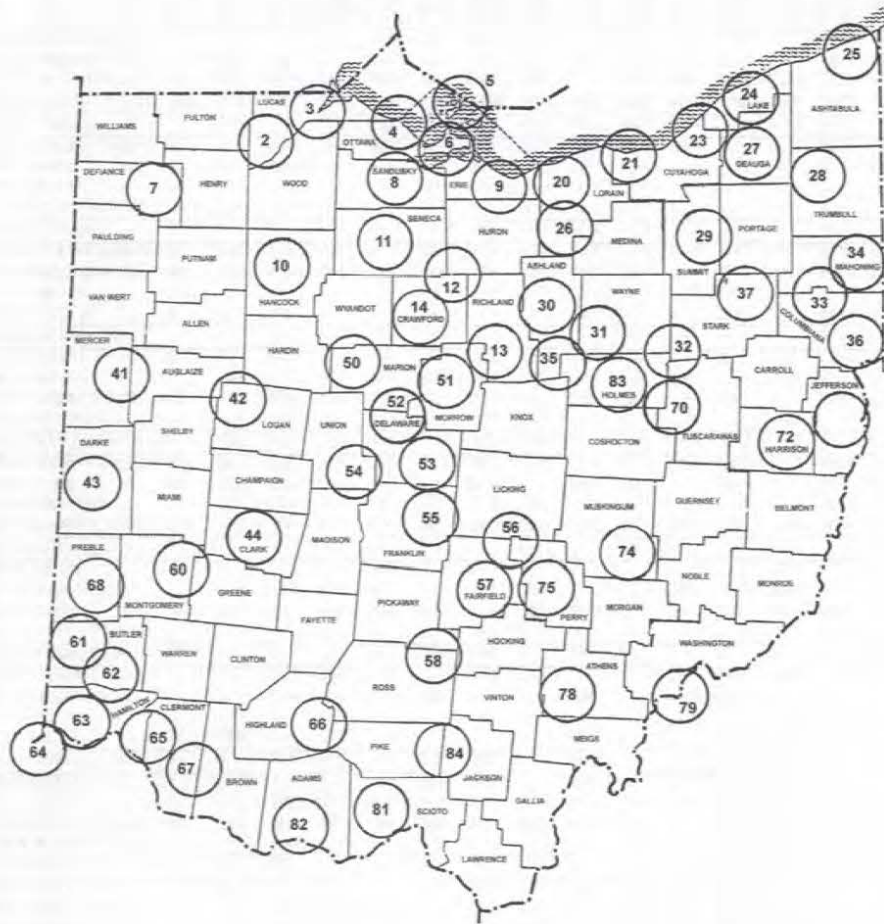 25
5
24
LAKE
3
LUCAS
ASHTABULA
FULTON
WILLIAMS
4
23
2
OTTAWA
6
27
GEAUGA
21
CUYAHOGA
DEFIANCE
SANDUSKY
8
7
HENRY
WOOD
ERIE
9
20
LORAIN
28
TRUMBULL
SENECA
11
HURON
26
MEDINA
29
PORTAGE
PAULDING
PUTNAM
34
MAHONING
10
HANCOCK
ASHLAND
SUMMIT
12
VAN WERT
14
CRAWFORD
RICHLAND
30
WAYNE
37
33
WYANDOT
ALLEN
STARK
COLUMBIANA
31
MERCER
HARDIN
13
32
36
AUGLAIZE
50
MARION
35
CARROLL
41
51
83
HOLMES
JEFFERSON
42
52
DELAWARE
MORROW
KNOX
70
LOGAN
UNION
SHELBY
COSHOCTON
TUSCARAWAS
72
HARRISON
DARKE
43
54
53
CHAMPAIGN
MIAMI
LICKING
MUSKINGUM
GUERNSEY
BELMONT
55
44
CLARK
MADISON
FRANKLIN
56
74
PREBLE
60
68
57
FAIRFIELD
75
NOBLE
MONROE
MONTGOMERY
GREENE
PICKAWAY
PERRY
MORGAN
FAYETTE
61
BUTLER
HOCKING
WASHINGTON
WARREN
CLINTON
58
62
ROSS
ATHENS
VINTON
78
79
HAMILTON
CLERMONT
63
HIGHLAND
66
64
65
PIKE
84
MEIGS
67
BROWN
ADAMS
JACKSON
GALLIA
81
SCIOTO
82
LAWRENCE